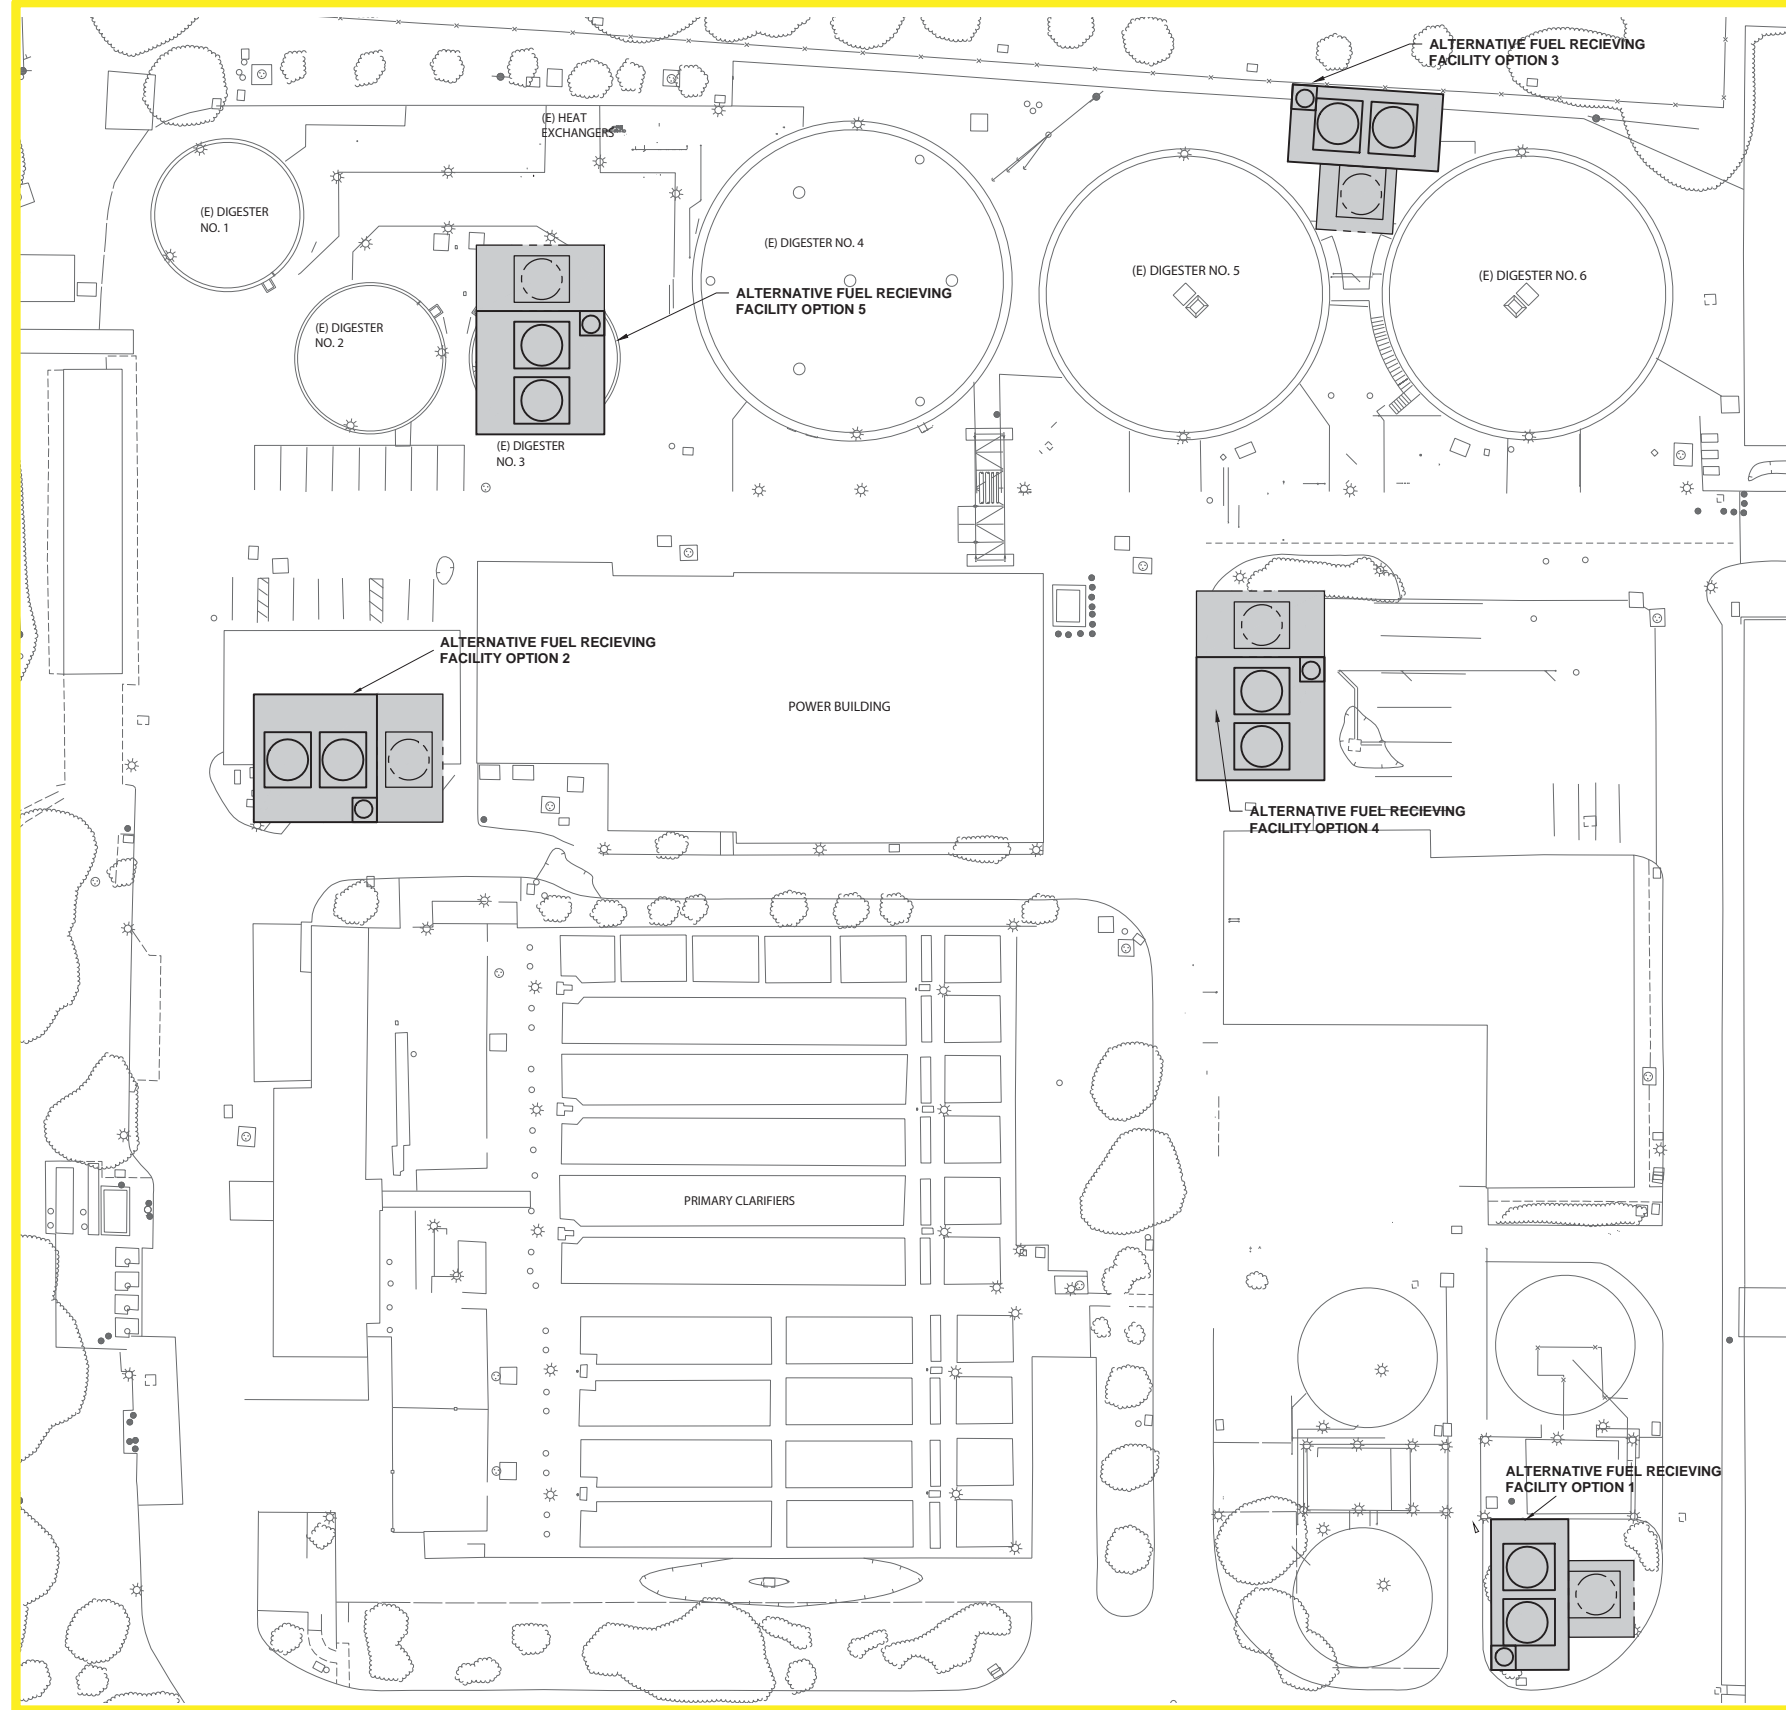 ALTERNATIVE FUEL RECIEVING
FACILITY OPTION 3
(E) HEAT
EXCHANGERS
(E) DIGESTER
NO. 1
(E) DIGESTER NO. 4
(E) DIGESTER NO. 5
(E) DIGESTER NO. 6
ALTERNATIVE FUEL RECIEVING
FACILITY OPTION 5
(E) DIGESTER
NO. 2
(E) DIGESTER
NO. 3
ALTERNATIVE FUEL RECIEVING
FACILITY OPTION 2
POWER BUILDING
ALTERNATIVE FUEL RECIEVING
FACILITY OPTION 4
PRIMARY CLARIFIERS
ALTERNATIVE FUEL RECIEVING
FACILITY OPTION 1